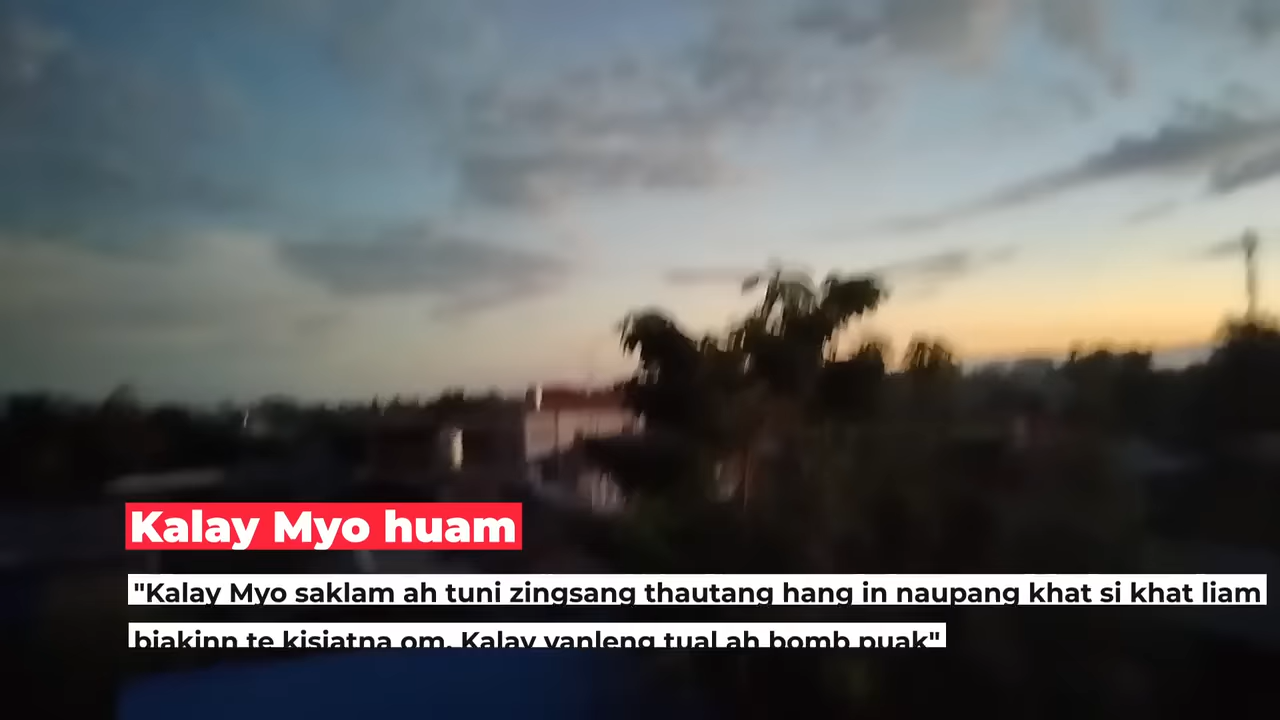 Kalay Myo huam
"Kalay Myo saklam ah tuni zingsang thautang hang in naupang khat si khat liam
biakinn te kisiatna om. Kalay vanleng tual ah bomb puak"